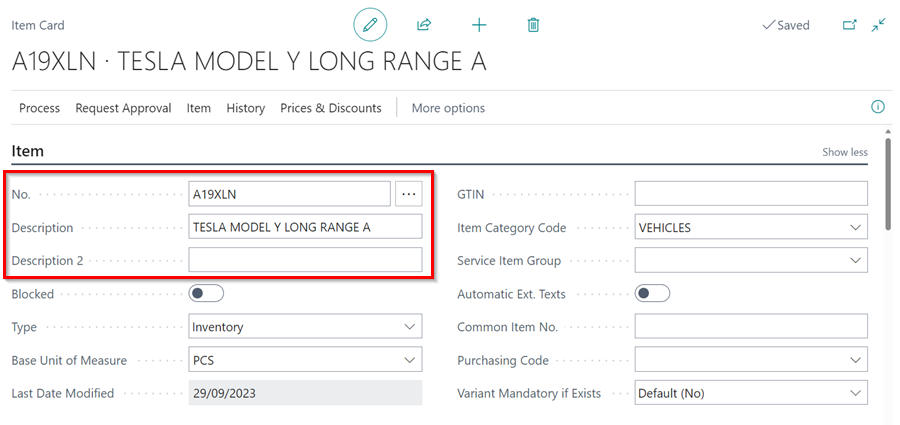 Item Card
Saved
A19XLN · TESLA MODEL Y LONG RANGE A
Process Request Approval Item History Prices & Discounts More options
Item
Show less
No. A19XLN
Description TESLA MODEL Y LONG RANGE A
Description 2
Blocked
Type Inventory
Base Unit of Measure PCS
Last Date Modified 29/09/2023
GTIN
Item Category Code VEHICLES
Service Item Group
Automatic Ext. Texts
Common Item No.
Purchasing Code
Variant Mandatory if Exists Default (No)